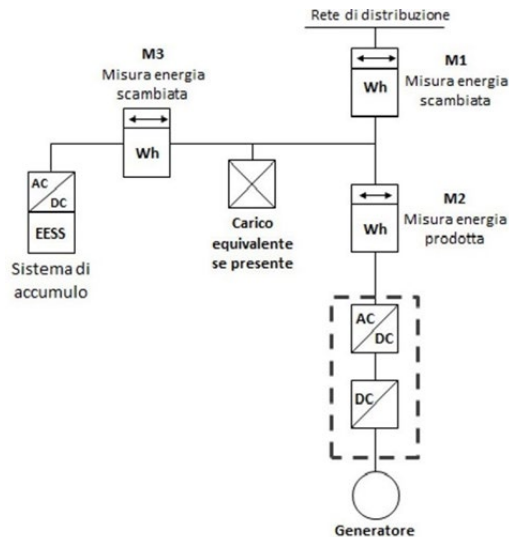 Rete di distribuzione
M1
Misura energia
scambiata
Wh
M3
Misura energia
scambiata
Wh
AC
DC
EESS
Sistema di
accumulo
Carico
equivalente
se presente
M2
Misura energia
prodotta
Wh
AC
DC
DC
Generatore